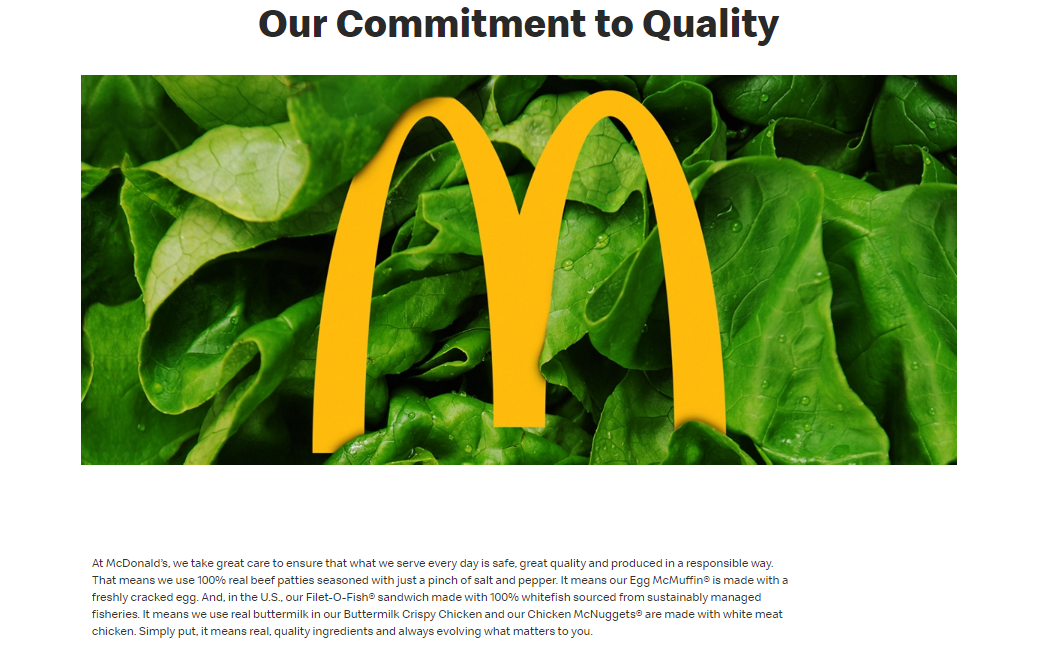 Our Commitment to Quality
At McDonald's, we take great care to ensure that what we serve every day is safe, great quality and produced in a responsible way.
That means we use 100% real beef patties seasoned with just a pinch of salt and pepper. It means our Egg McMuffin® is made with a
freshly cracked egg. And, in the U.S., our Filet-O-Fish® sandwich made with 100% whitefish sourced from sustainably managed
fisheries. It means we use real buttermilk in our Buttermilk Crispy Chicken and our Chicken McNuggets® are made with white meat
chicken. Simply put, it means real, quality ingredients and always evolving what matters to you.